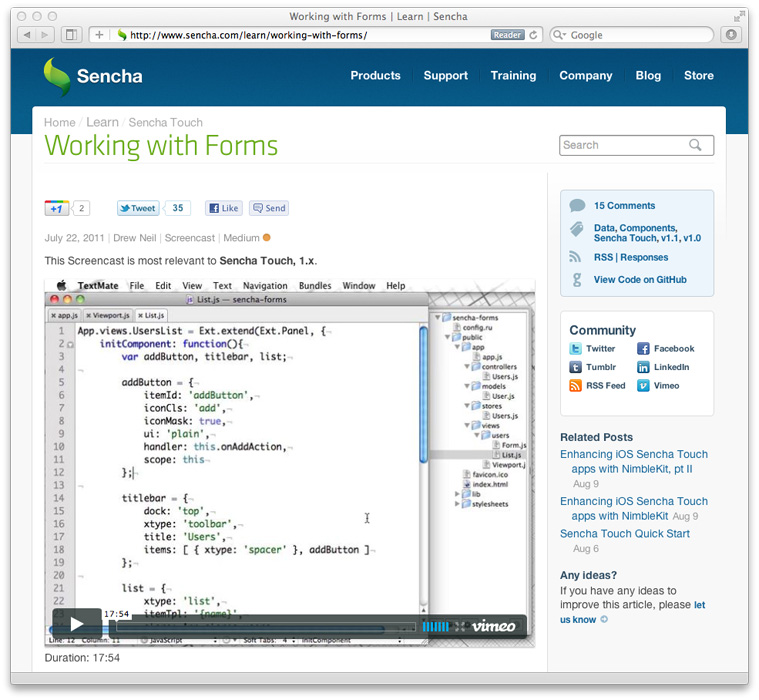 Working with Forms | Learn | Sencha
http://www.sencha.com/learn/working-with-forms/
Reader
Google
Sencha
Products
Support
Training
Company
Blog
Store
Home / Learn / Sencha Touch
Working with Forms
Search
+1
2
Tweet
35
Like
Send
July 22, 2011 | Drew Neil | Screencast | Medium
This Screencast is most relevant to Sencha Touch, 1.x.
TextMate File Edit View Text Navigation Bundles Window Help
List.js — sencha-forms
app.js
Viewport.js
List.js
1 App.views.UsersList = Ext.extend(Ext.Panel, {
2 initComponent: function(){
3 var addButton, titlebar, list;
4
5 addButton = {
6 itemId: 'addButton',
7 iconCls: 'add',
8 iconMask: true,
9 ui: 'plain',
10 handler: this.onAddAction,
11 scope: this
12 };
13
14 titlebar = {
15 dock: 'top',
16 xtype: 'toolbar',
17 title: 'Users',
18 items: [ { xtype: 'spacer' }, addButton ]
19 };
20
21 list = {
22 xtype: 'list',
itemTpl: '{name}',
sencha-forms
config.ru
public
app
app.js
controllers
Users.js
models
User.js
stores
Users.js
views
users
Form.js
List.js
Viewport.j
favicon.ico
index.html
lib
stylesheets
17:54
vimeo
Line: 12 Column: 11 JavaScript Soft Tabs: 4 initComponent
Duration: 17:54
15 Comments
Data, Components,
Sencha Touch, v1.1, v1.0
RSS | Responses
View Code on GitHub
Community
Twitter
Facebook
Tumblr
LinkedIn
RSS Feed
Vimeo
Related Posts
Enhancing iOS Sencha Touch
apps with NimbleKit, pt II
Aug 9
Enhancing iOS Sencha Touch
apps with NimbleKit Aug 9
Sencha Touch Quick Start
Aug 6
Any ideas?
If you have any ideas to
improve this article, please let
us know